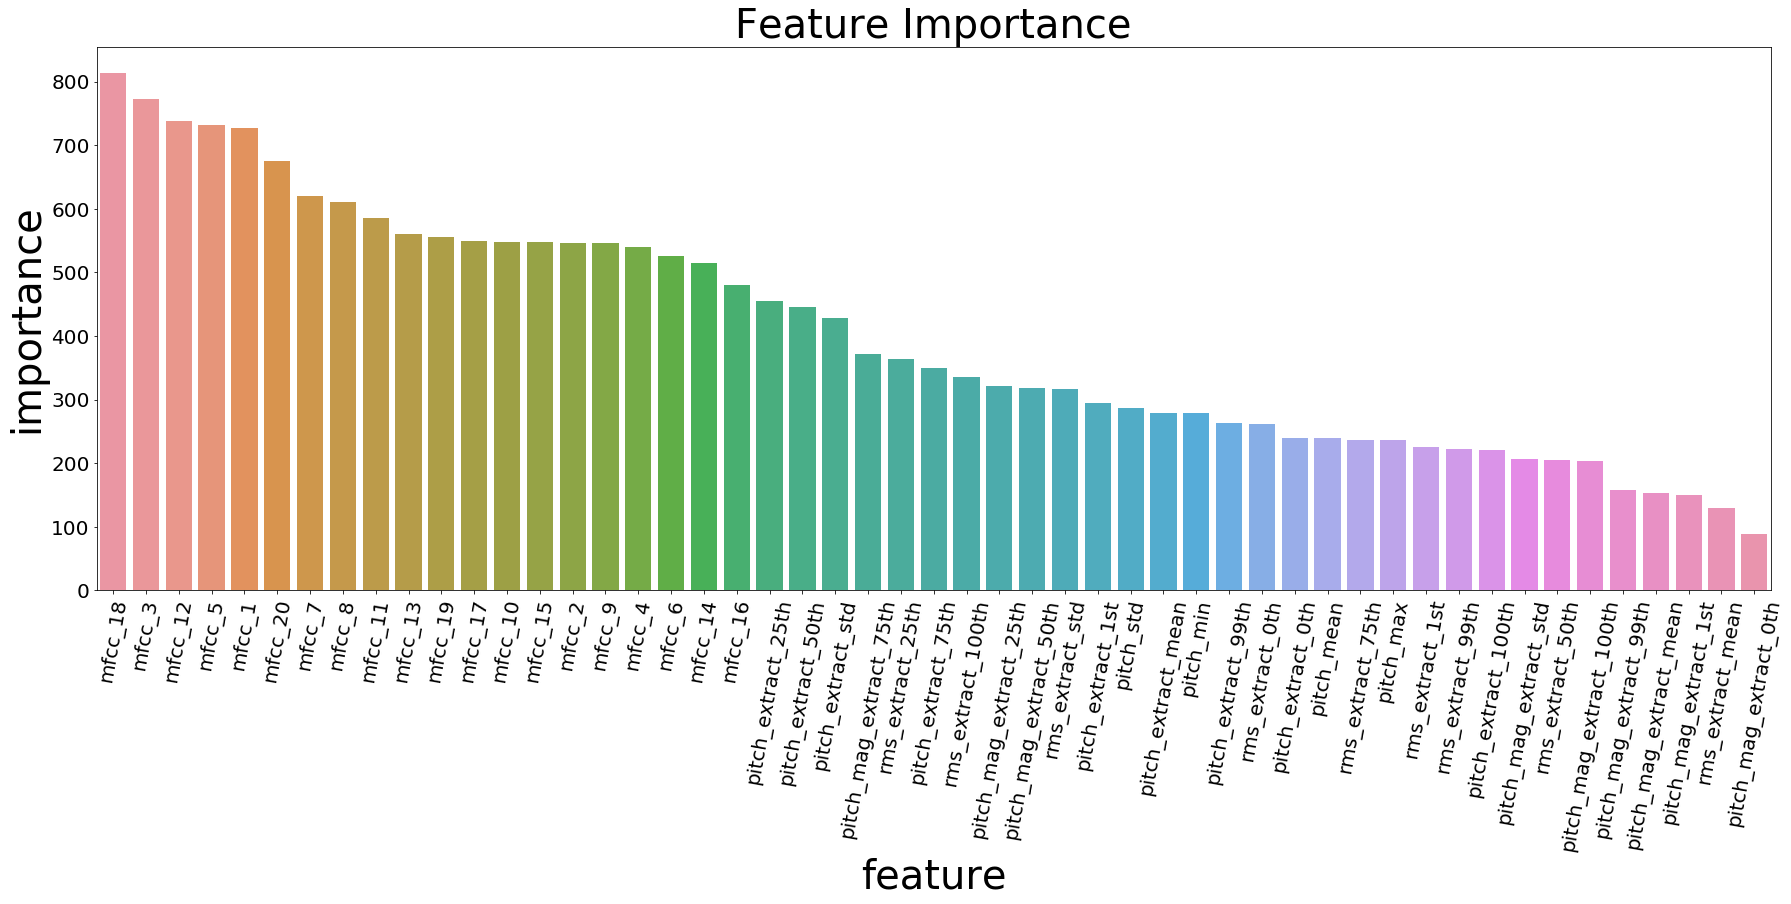 Feature Importance
importance
800
700
600
500
400
300
200
100
0
mfcc_18
mfcc_3
mfcc_12
mfcc_5
mfcc_1
mfcc_20
mfcc_7
mfcc_8
mfcc_11
mfcc_13
mfcc_19
mfcc_17
mfcc_10
mfcc_15
mfcc_2
mfcc_9
mfcc_4
mfcc_6
mfcc_14
mfcc_16
pitch_extract_25th
pitch_extract_50th
pitch_extract_std
pitch_mag_extract_75th
rms_extract_25th
pitch_extract_75th
rms_extract_100th
pitch_mag_extract_25th
pitch_mag_extract_50th
rms_extract_std
pitch_extract_1st
pitch_std
pitch_extract_mean
pitch_min
pitch_extract_99th
rms_extract_0th
pitch_extract_0th
pitch_mean
rms_extract_75th
pitch_max
rms_extract_1st
rms_extract_99th
pitch_extract_100th
pitch_mag_extract_std
rms_extract_50th
pitch_mag_extract_100th
pitch_mag_extract_99th
pitch_mag_extract_mean
pitch_mag_extract_1st
rms_extract_mean
pitch_mag_extract_0th
feature